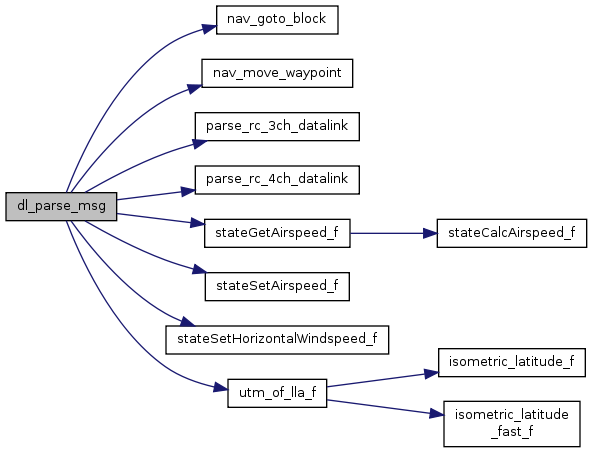 nav_goto_block
nav_move_waypoint
parse_rc_3ch_datalink
parse_rc_4ch_datalink
dl_parse_msg
stateGetAirspeed_f
stateCalcAirspeed_f
stateSetAirspeed_f
stateSetHorizontalWindspeed_f
utm_of_lla_f
isometric_latitude_f
isometric_latitude
_fast_f